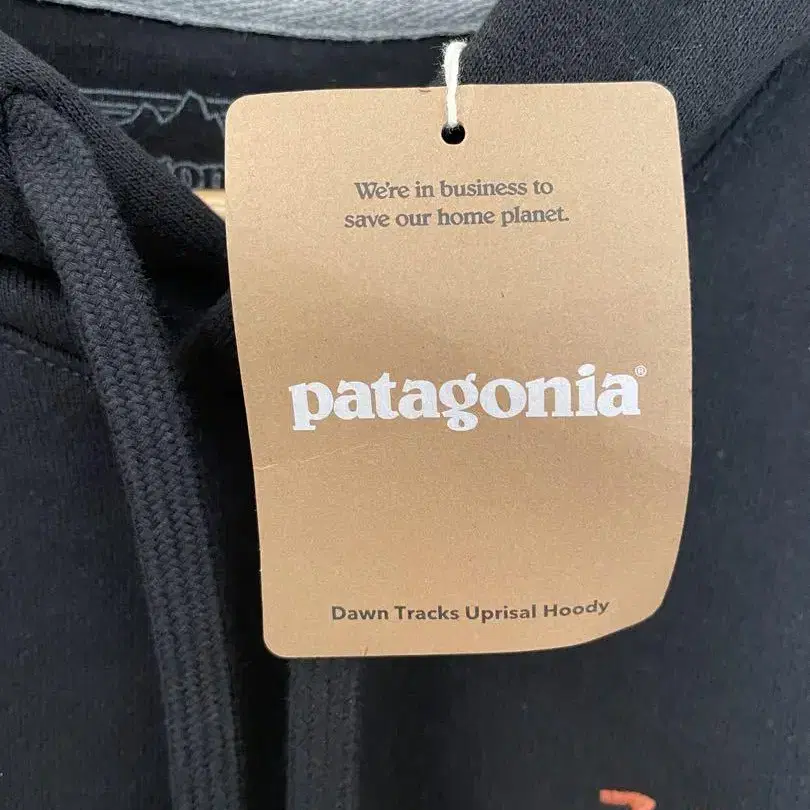 We're in business to
save our home planet.
patagonia®
Dawn Tracks Uprisal Hoody